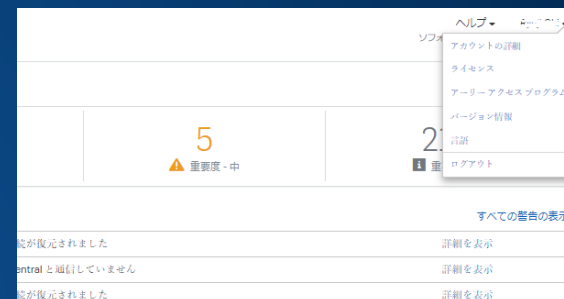 ヘルプ
ソフ
アカウントの詳細
ライセンス
アーリー アクセス プログラム
バージョン情報
言語
ログアウト
5
重要度 - 中
2
重
すべての警告の表示
続が復元されました
詳細を表示
entral と通信していません
詳細を表示
続が復元されました
詳細を表示